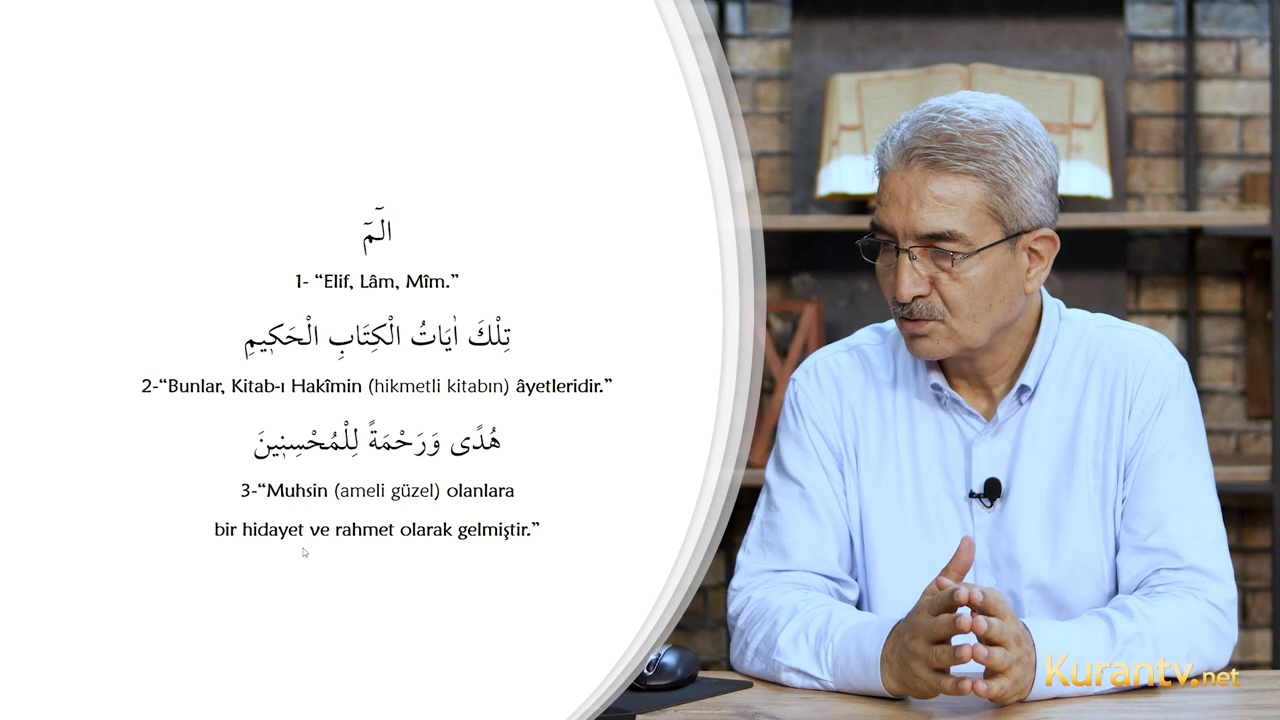 الٓمٓ
1- “Elif, Lâm, Mîm.”
تِلْكَ اٰيَاتُ الْكِتَابِ الْحَكٖيمِ
2-“Bunlar, Kitab-ı Hakîmin (hikmetli kitabın) âyetleridir.”
هُدًى وَرَحْمَةً لِلْمُحْسِنٖينَ
3-“Muhsin (ameli güzel) olanlara
bir hidayet ve rahmet olarak gelmiştir.”
Kurantv.net